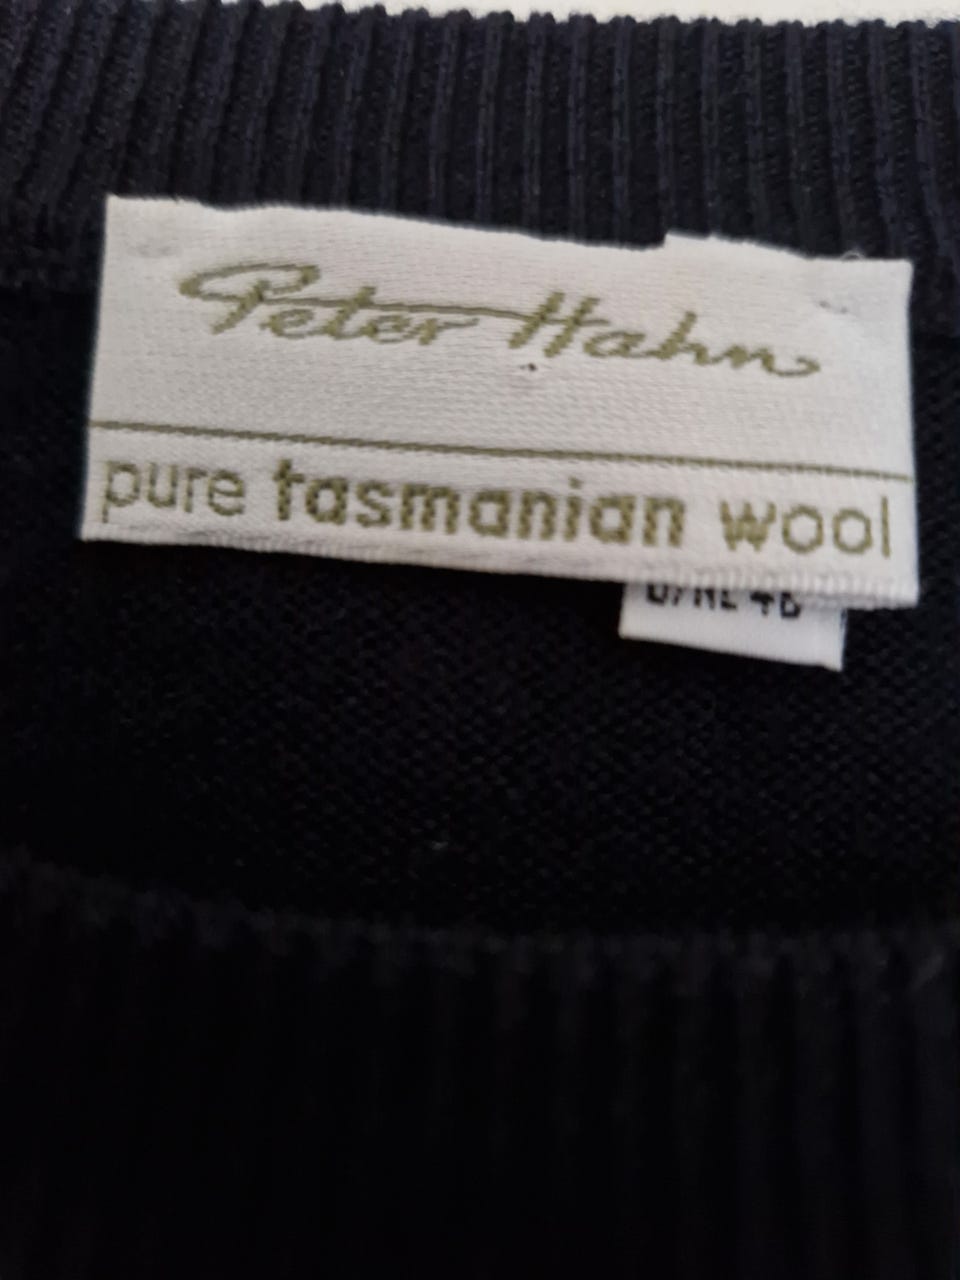 Peter Hahn
pure tasmanian wool